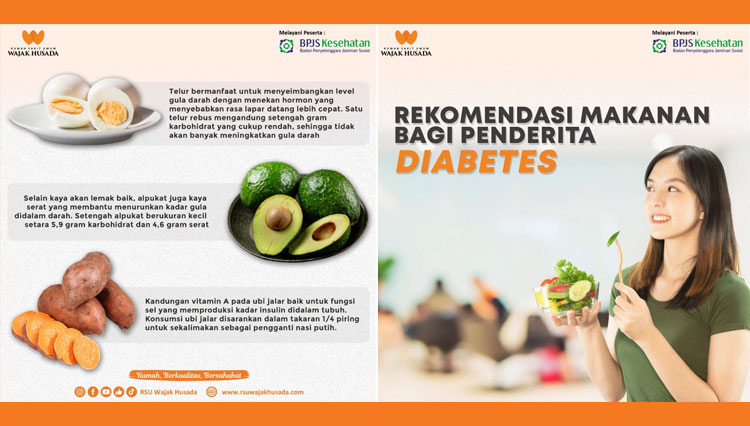 RUMAH SAKIT UMUM
WAJAK HUSADA
Melayani Peserta :
BPJS Kesehatan
Badan Penyelenggara Jaminan Sosial
Telur bermanfaat untuk menyeimbangkan level
gula darah dengan menekan hormon yang
menyebabkan rasa lapar datang lebih cepat. Satu
telur rebus mengandung setengah gram
karbohidrat yang cukup rendah, sehingga tidak
akan banyak meningkatkan gula darah
Selain kaya akan lemak baik, alpukat juga kaya
serat yang membantu menurunkan kadar gula
didalam darah. Setengah alpukat berukuran kecil
setara 5,9 gram karbohidrat dan 4,6 gram serat
Kandungan vitamin A pada ubi jalar baik untuk fungsi
sel yang memproduksi kadar insulin didalam tubuh.
Konsumsi ubi jalar disarankan dalam takaran 1/4 piring
untuk sekalimakan sebagai pengganti nasi putih.
Ramah, Berkualitas, Bersahabat
RSU Wajak Husada
www.rsuwajakhusada.com
RUMAH SAKIT UMUM
WAJAK HUSADA
Melayani Peserta :
BPJS Kesehatan
Badan Penyelenggara Jaminan Sosial
REKOMENDASI MAKANAN
BAGI PENDERITA
DIABETES